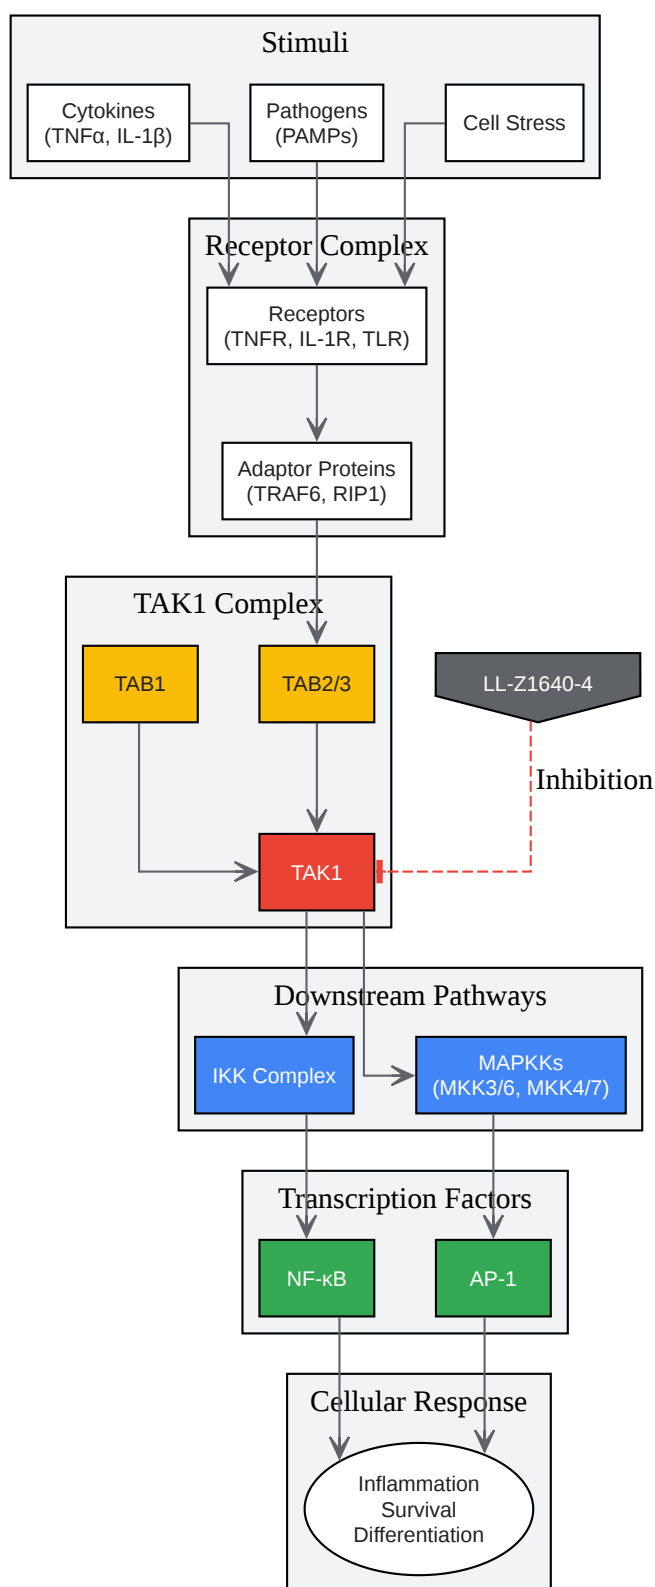 Stimuli
Cytokines
(TNFα, IL-1β)
Pathogens
(PAMPs)
Cell Stress
Receptor Complex
Receptors
(TNFR, IL-1R, TLR)
Adaptor Proteins
(TRAF6, RIP1)
TAK1 Complex
TAB1
TAB2/3
LL-Z1640-4
Inhibition
TAK1
Downstream Pathways
IKK Complex
MAPKKs
(MKK3/6, MKK4/7)
Transcription Factors
NF-κB
AP-1
Cellular Response
Inflammation
Survival
Differentiation